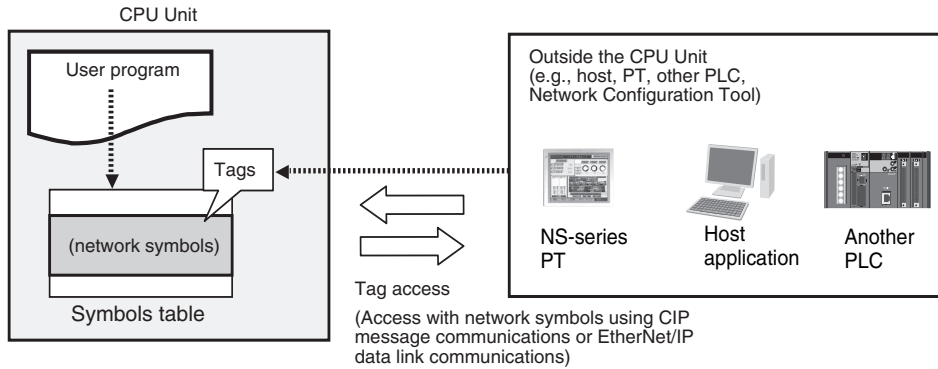 CPU Unit
User program
Tags
(network symbols)
Symbols table
Tag access
(Access with network symbols using CIP
message communications or EtherNet/IP
data link communications)
Outside the CPU Unit
(e.g., host, PT, other PLC,
Network Configuration Tool)
NS-series
PT
Host
application
Another
PLC